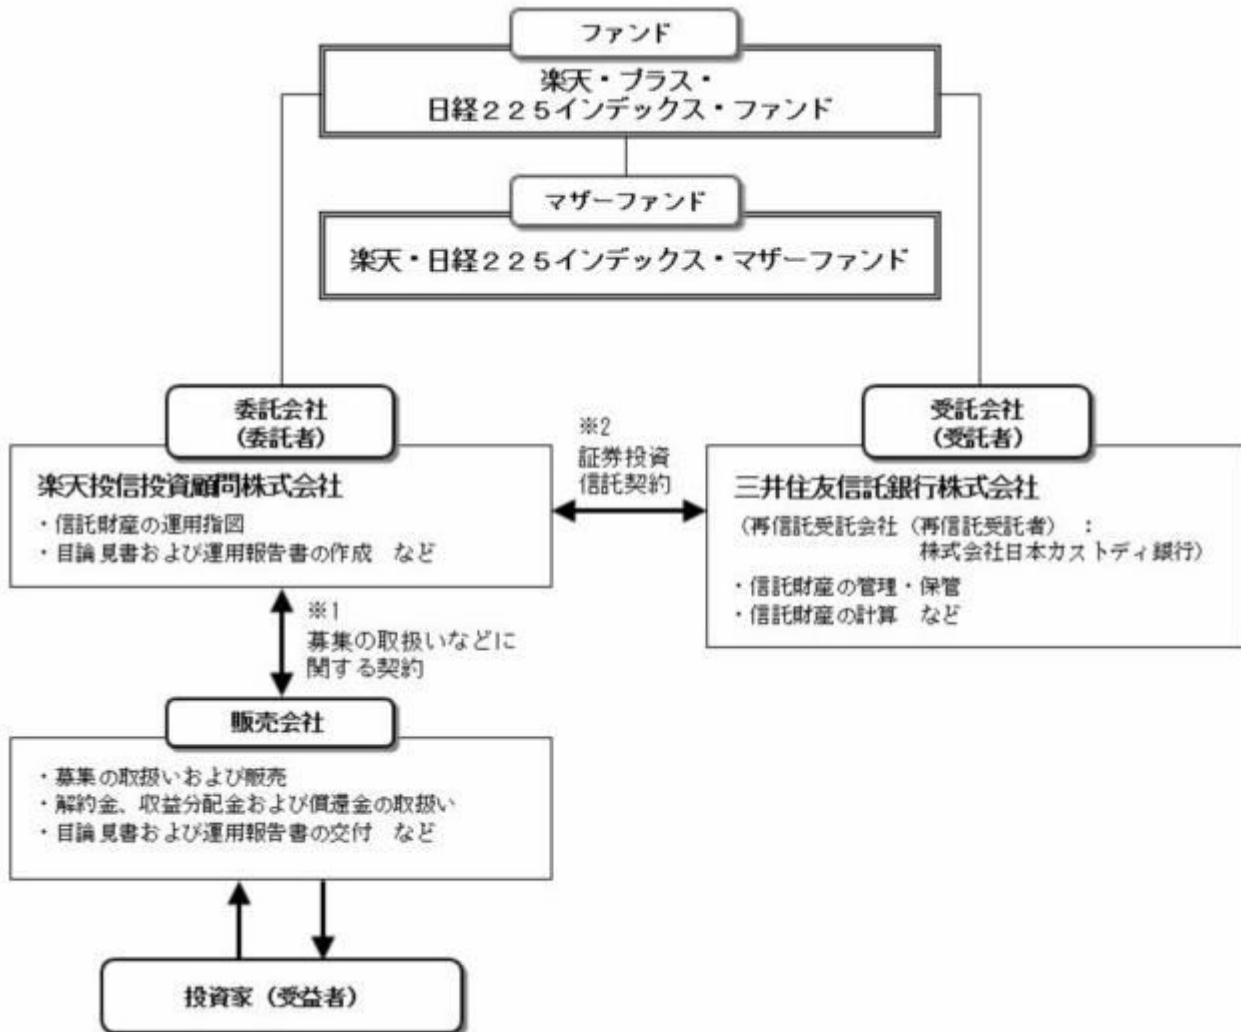 ファンド
楽天・プラス・
日経２２５インデックス・ファンド
マザーファンド
楽天・日経２２５インデックス・マザーファンド
委託会社
（委託者）
楽天投信投資顧問株式会社
・信託財産の運用指図
・目論見書および運用報告書の作成　など
※2
証券投資
信託契約
受託会社
（受託者）
三井住友信託銀行株式会社
（再信託受託会社（再信託受託者）　：
株式会社日本カストディ銀行）
・信託財産の管理・保管
・信託財産の計算　など
※1
募集の取扱いなどに
関する契約
販売会社
・募集の取扱いおよび販売
・解約金、収益分配金および償還金の取扱い
・目論見書および運用報告書の交付　など
投資家（受益者）